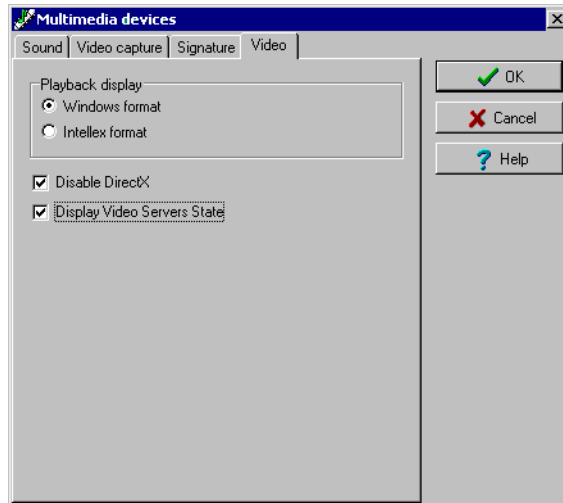 Multimedia devices
Sound Video capture Signature Video
Playback display
Windows format
Intellex format
Disable DirectX
Display Video Servers State
OK
Cancel
Help